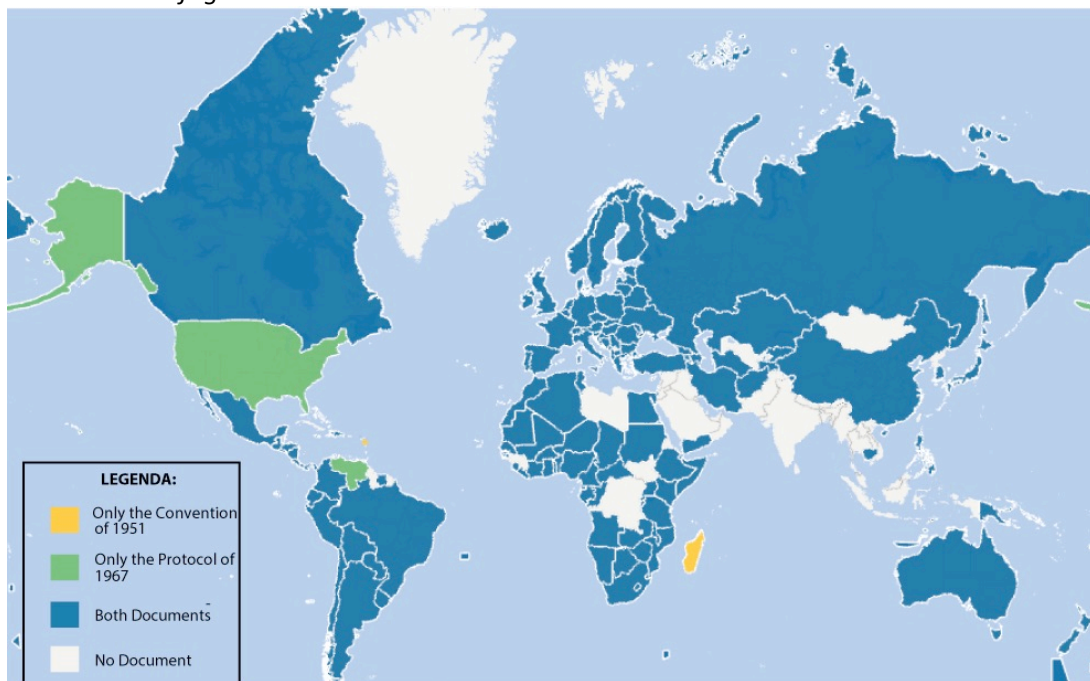 LEGENDA:
Only the Convention
of 1951
Only the Protocol of
1967
Both Documents
No Document